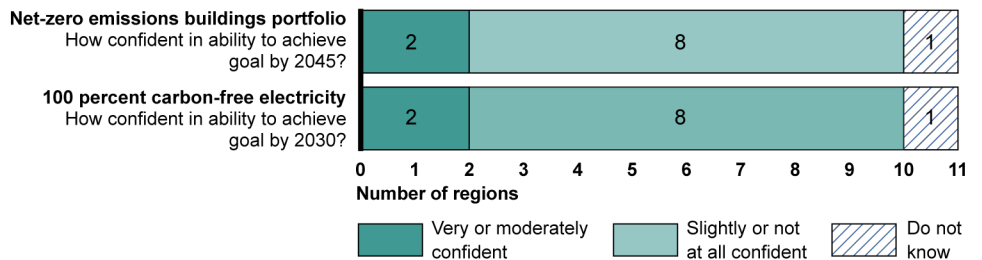 Net-zero emissions buildings portfolio
How confident in ability to achieve
goal by 2045?
2 8 1
100 percent carbon-free electricity
How confident in ability to achieve
goal by 2030?
2 8 1
0 1 2 3 4 5 6 7 8 9 10 11
Number of regions
Very or moderately
confident
Slightly or not
at all confident
Do not
know